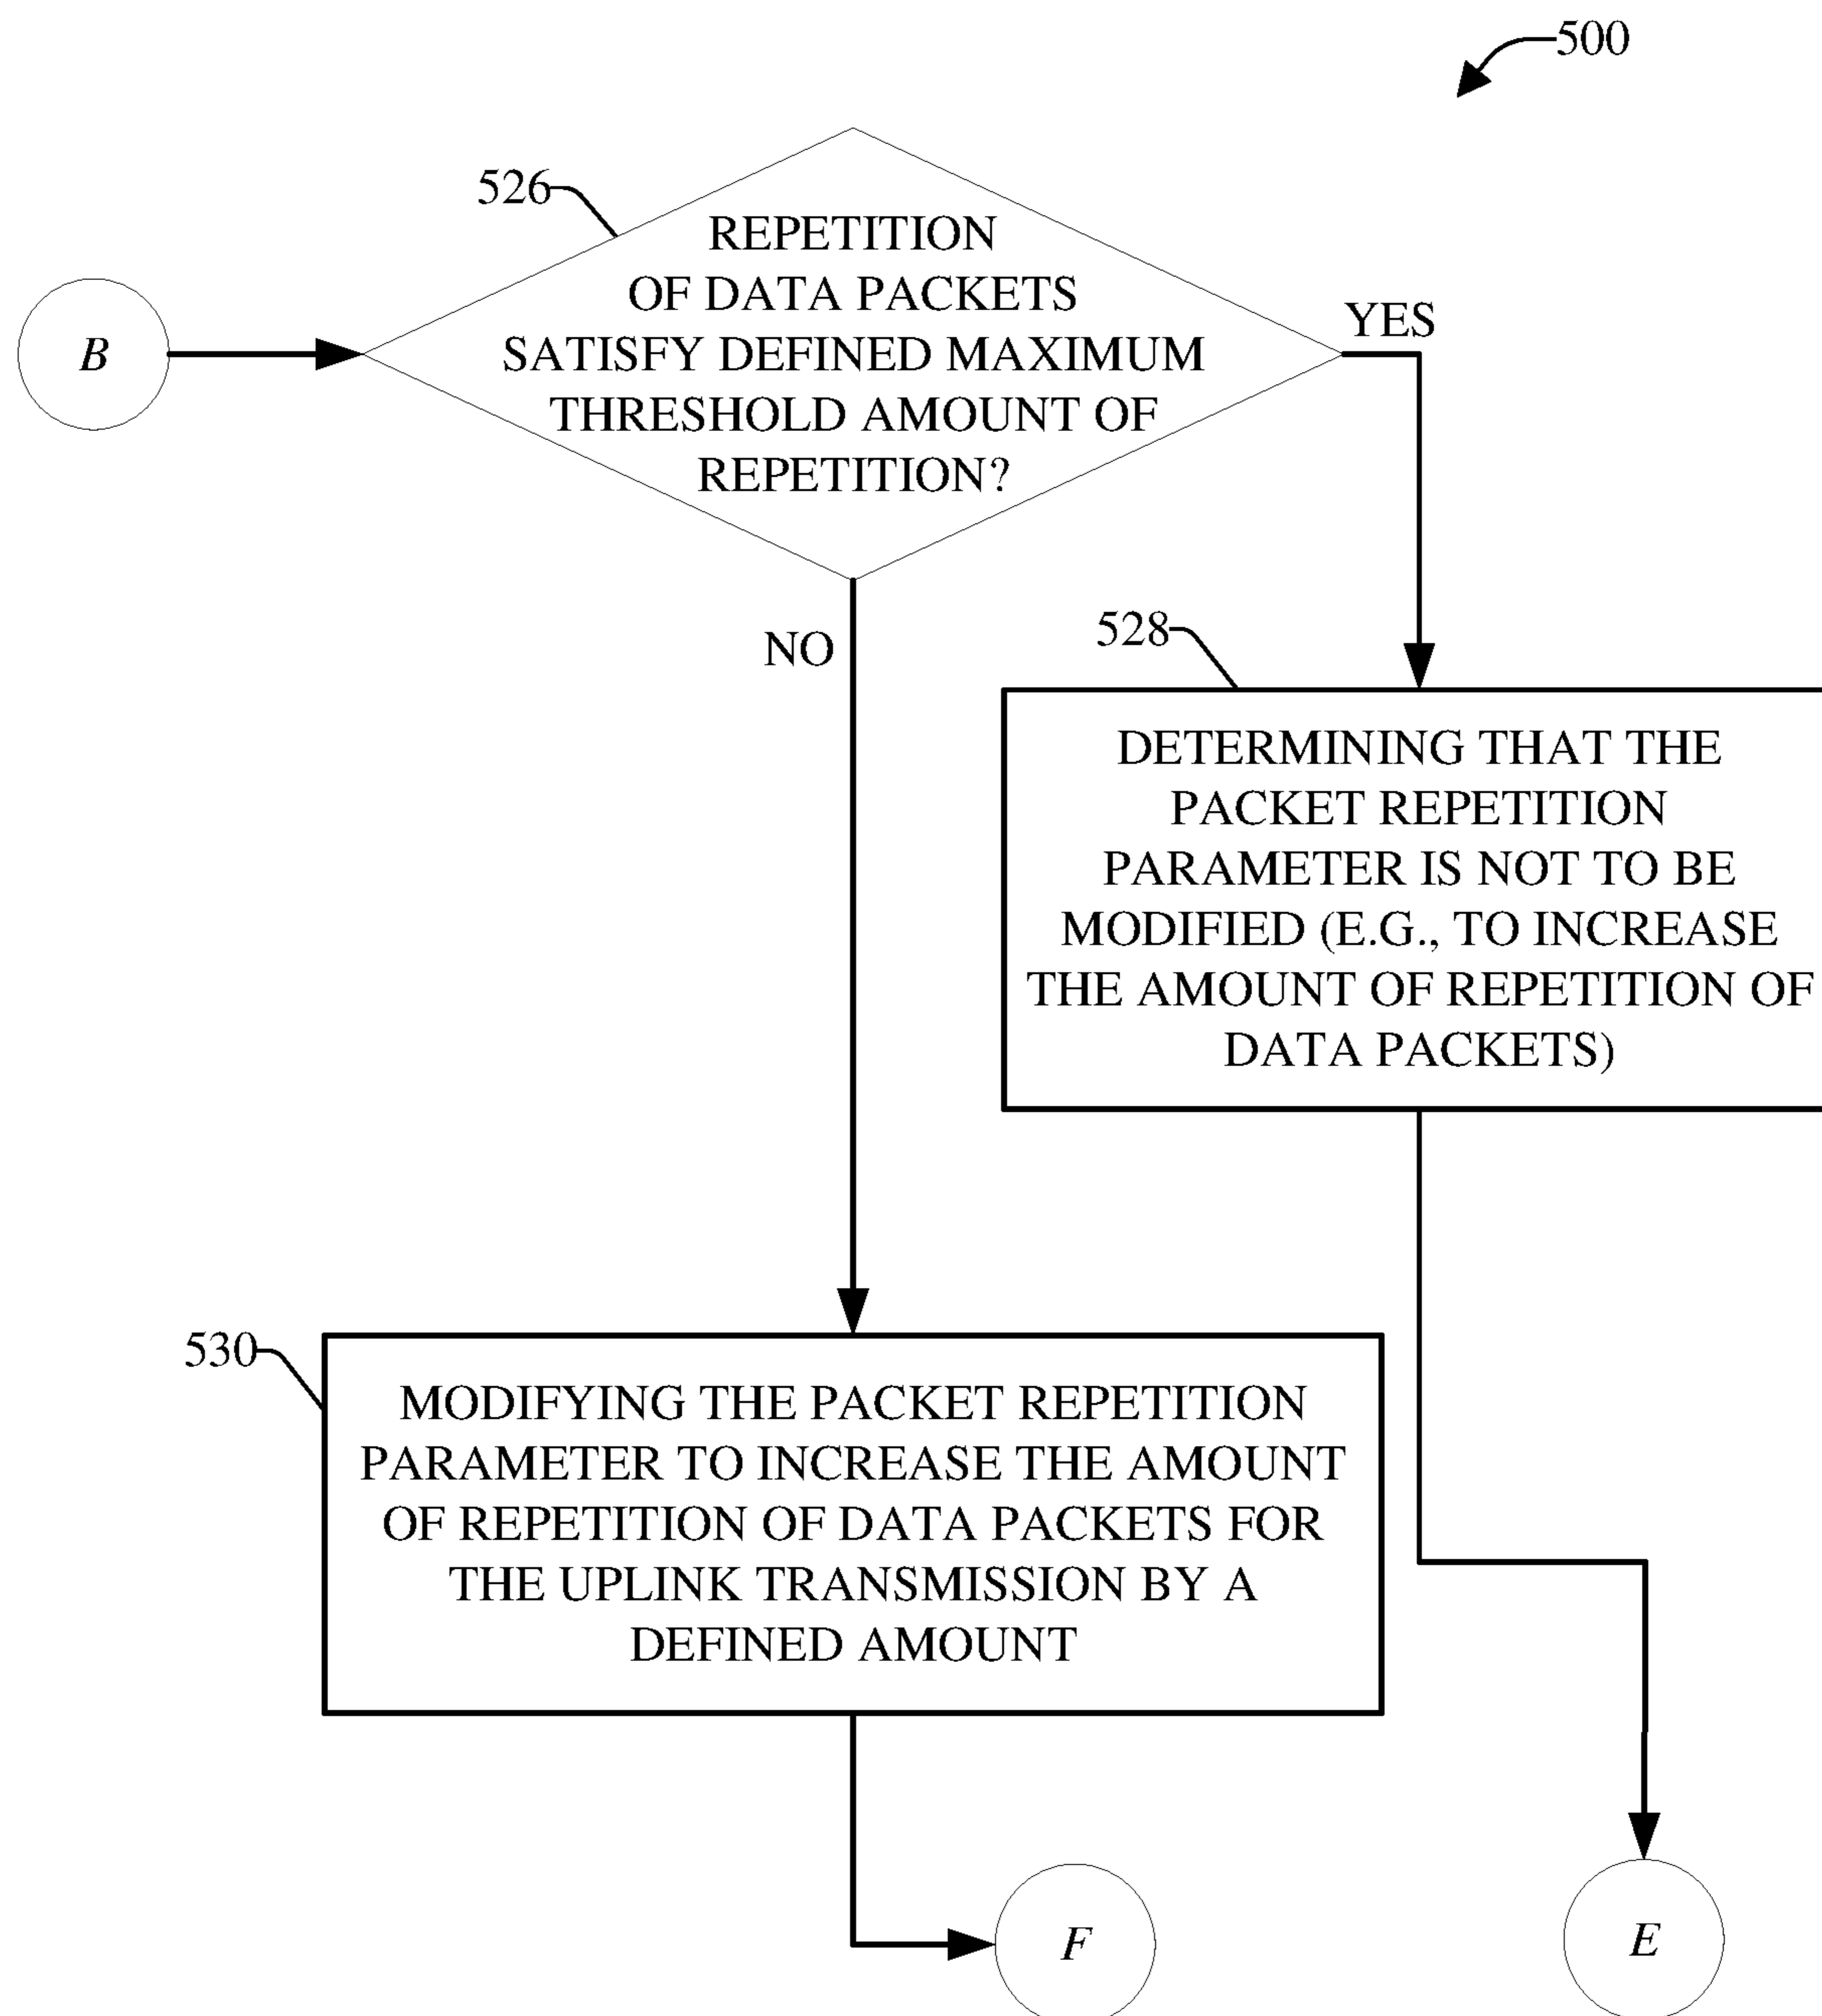 500
526
REPETITION
OF DATA PACKETS
SATISFY DEFINED MAXIMUM
THRESHOLD AMOUNT OF
REPETITION?
B
YES
NO
528
DETERMINING THAT THE
PACKET REPETITION
PARAMETER IS NOT TO BE
MODIFIED (E.G., TO INCREASE
THE AMOUNT OF REPETITION OF
DATA PACKETS)
530
MODIFYING THE PACKET REPETITION
PARAMETER TO INCREASE THE AMOUNT
OF REPETITION OF DATA PACKETS FOR
THE UPLINK TRANSMISSION BY A
DEFINED AMOUNT
F
E